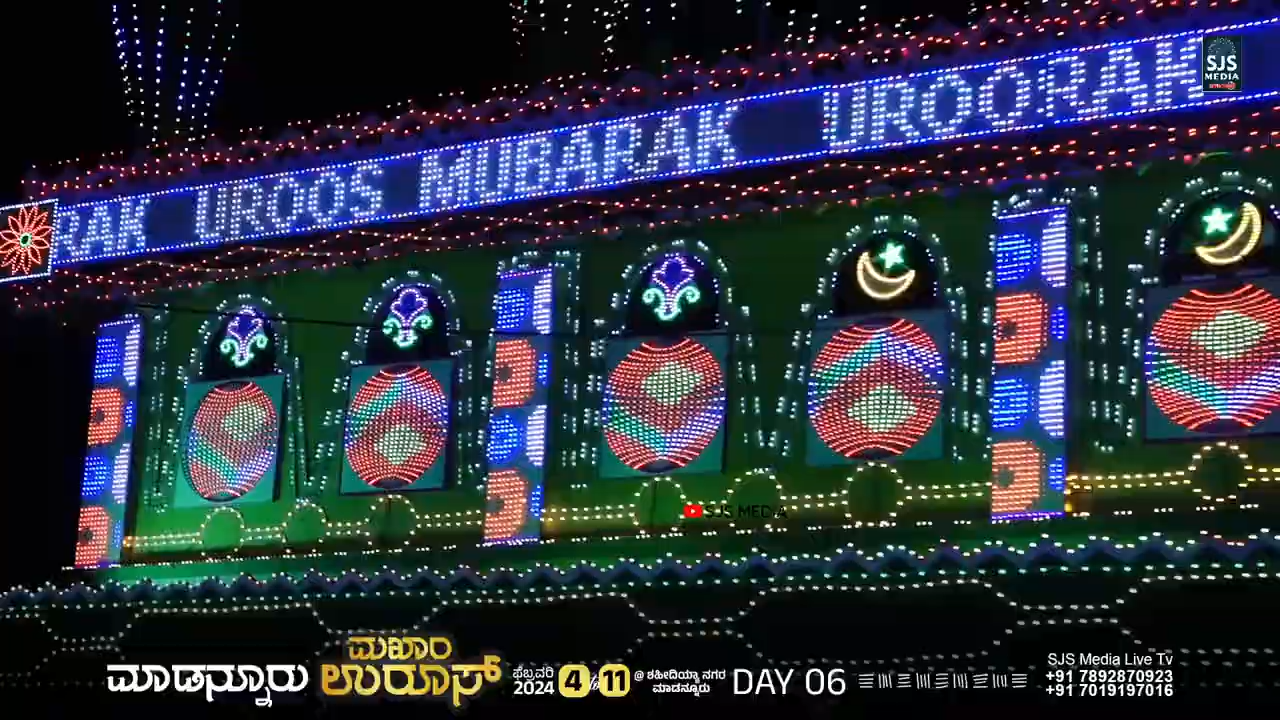 SJS
MEDIA
RAK UROOS MUBARAK UROORAK
SJS MEDIA
ಮಾಡನ್ನೂರು
ಮಖಾಂ
ಉರೂಸ್
ಫೆಬ್ರವರಿ
2024
4 11
@ ಶಹೀದಿಯ್ಯಾ ನಗರ
ಮಾಡನ್ನೂರು
DAY 06
SJS Media Live Tv
+91 7892870923
+91 7019197016